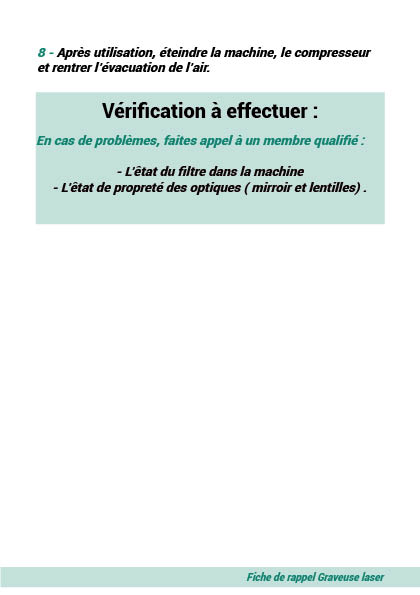 8 - Après utilisation, éteindre la machine, le compresseur
et rentrer l'évacuation de l'air.
Vérification à effectuer :
En cas de problèmes, faites appel à un membre qualifié :
- L'êtat du filtre dans la machine
- L'êtat de propreté des optiques ( mirroir et lentilles) .
Fiche de rappel Graveuse laser